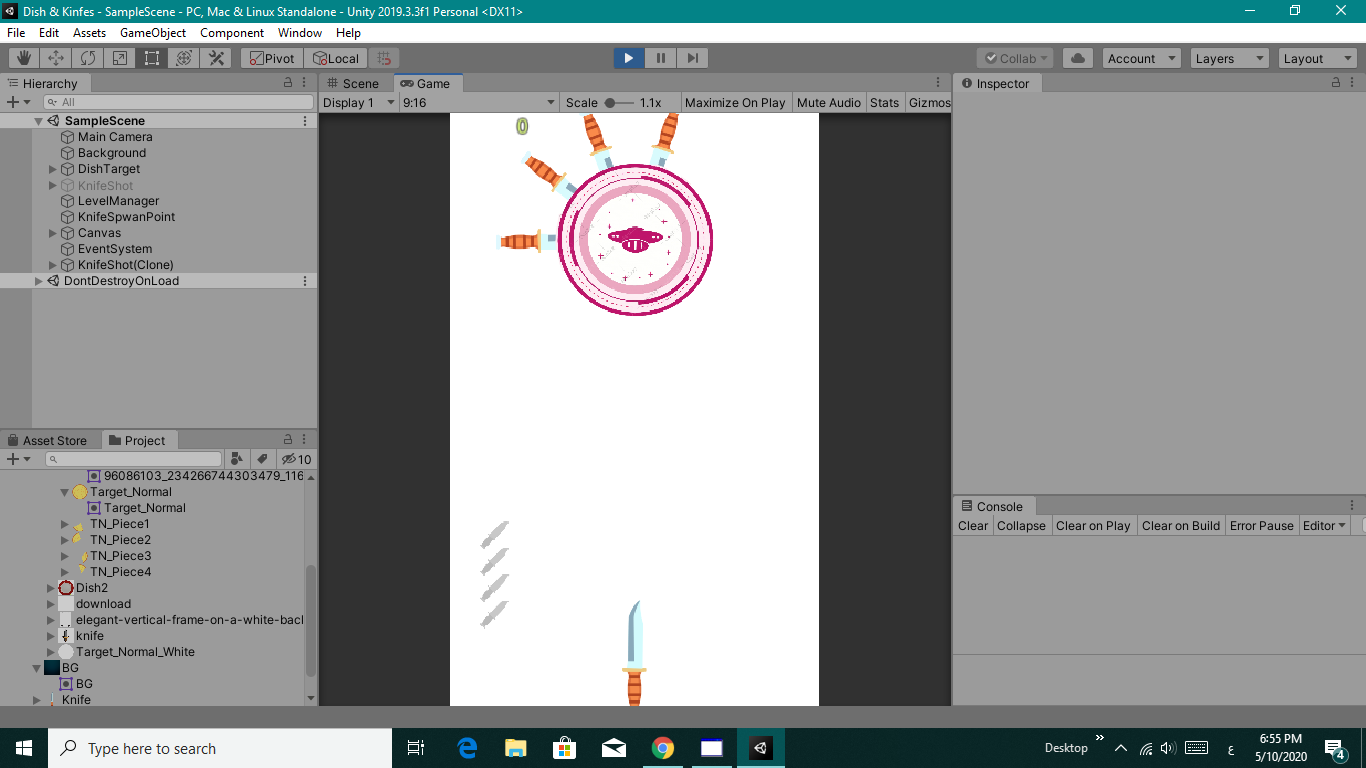 Dish & Kinfes - SampleScene - PC, Mac & Linux Standalone - Unity 2019.3.3f1 Personal <DX11>
File Edit Assets GameObject Component Window Help
Pivot Local Collab Account Layers Layout
Hierarchy
All
SampleScene
Main Camera
Background
DishTarget
KnifeShot
LevelManager
KnifeSpwanPoint
Canvas
EventSystem
KnifeShot(Clone)
DontDestroyOnLoad
Asset Store Project
10
96086103_234266744303479_116
Target_Normal
Target_Normal
TN_Piece1
TN_Piece2
TN_Piece3
TN_Piece4
Dish2
download
elegant-vertical-frame-on-a-white-bacl
knife
Target_Normal_White
BG
BG
Knife
Scene Game
Display 1 9:16 Scale 1.1x Maximize On Play Mute Audio Stats Gizmos
0
Inspector
Console
Clear Collapse Clear on Play Clear on Build Error Pause Editor
Type here to search
Desktop
ع
6:55 PM
5/10/2020
4